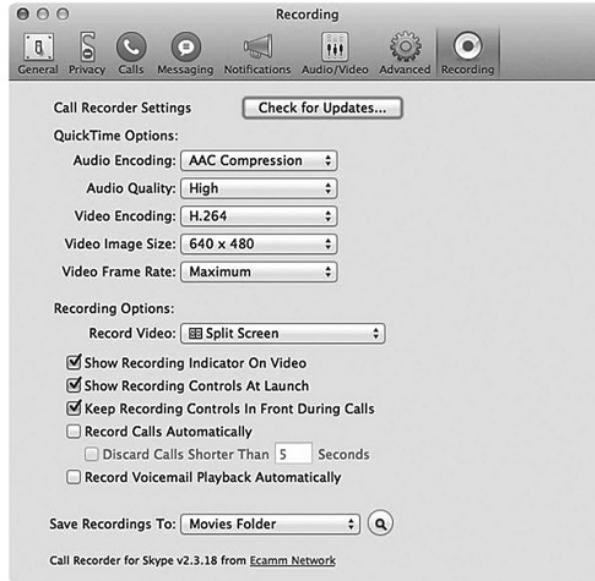 Recording
General Privacy Calls Messaging Notifications Audio/Video Advanced Recording
Call Recorder Settings Check for Updates...
QuickTime Options:
Audio Encoding: AAC Compression
Audio Quality: High
Video Encoding: H.264
Video Image Size: 640 x 480
Video Frame Rate: Maximum
Recording Options:
Record Video: Split Screen
Show Recording Indicator On Video
Show Recording Controls At Launch
Keep Recording Controls In Front During Calls
Record Calls Automatically
Discard Calls Shorter Than 5 Seconds
Record Voicemail Playback Automatically
Save Recordings To: Movies Folder
Call Recorder for Skype v2.3.18 from Ecamm Network